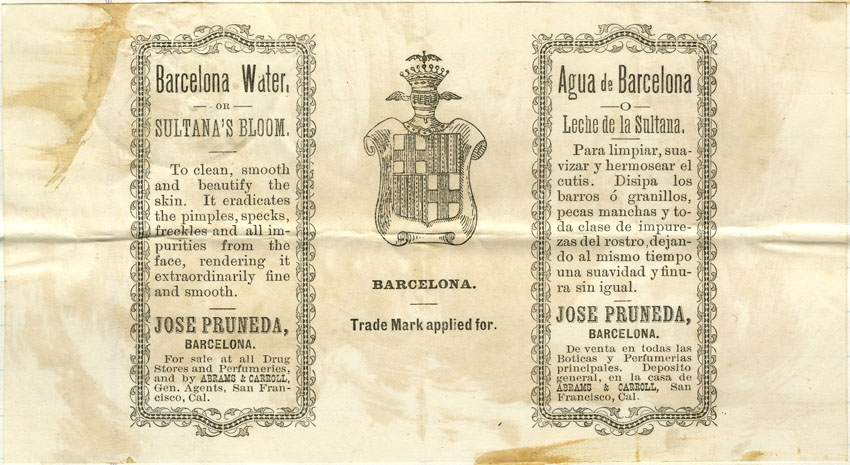 Barcelona Water,
OR
SULTANA'S BLOOM.
To clean, smooth
and beautify the
skin. It eradicates
the pimples, specks,
freckles and all im-
purities from the
face, rendering it
extraordinarily fine
and smooth.
JOSE PRUNEDA,
BARCELONA.
For sale at all Drug
Stores and Perfumeries,
and by ABRAMS & CARROLL,
Gen. Agents, San Fran-
cisco, Cal.
BARCELONA.
Trade Mark applied for.
Agua de Barcelona
O
Leche de la Sultana.
Para limpiar, sua-
vizar y hermosear el
cutis. Disipa los
barros ó granillos,
pecas manchas y to-
da clase de impure-
zas del rostro, dejan-
do al mismo tiempo
una suavidad y finu-
ra sin igual.
JOSE PRUNEDA,
BARCELONA.
De venta en todas las
Boticas y Perfumerias
principales. Deposito
general, en la casa de
ABRAMS & CARROLL, San
Francisco, Cal.